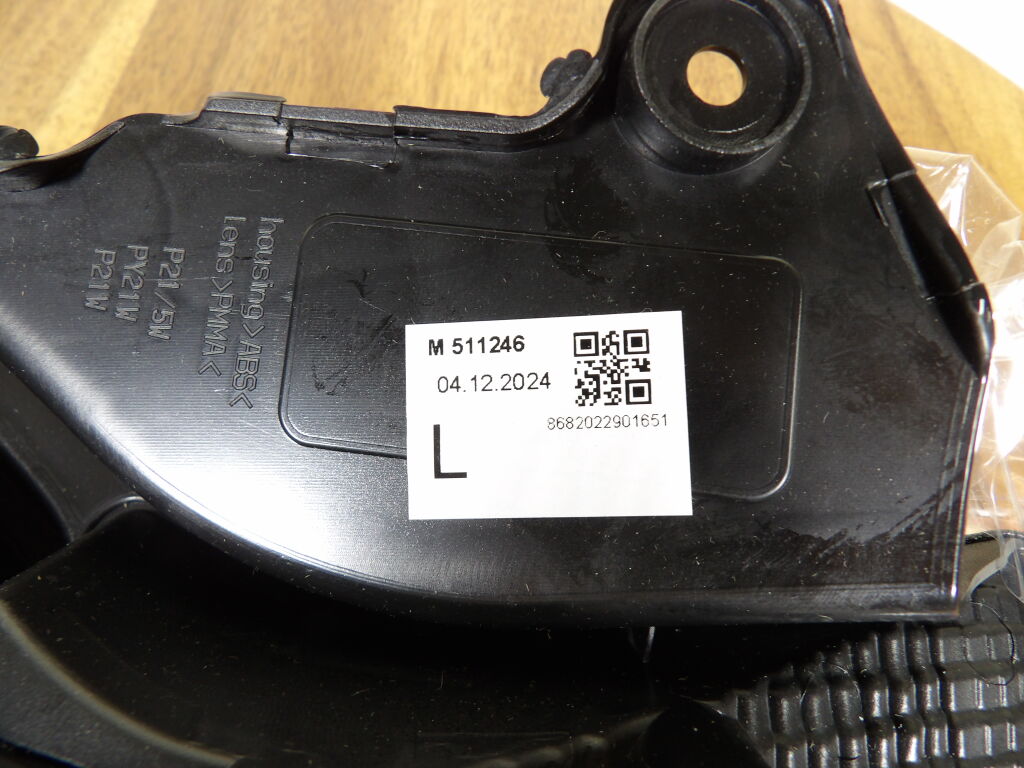 housing>ABS<
Lens>PMMA<
P21/5W
PY21W
P21W
M 511246
04.12.2024
8682022901651
L